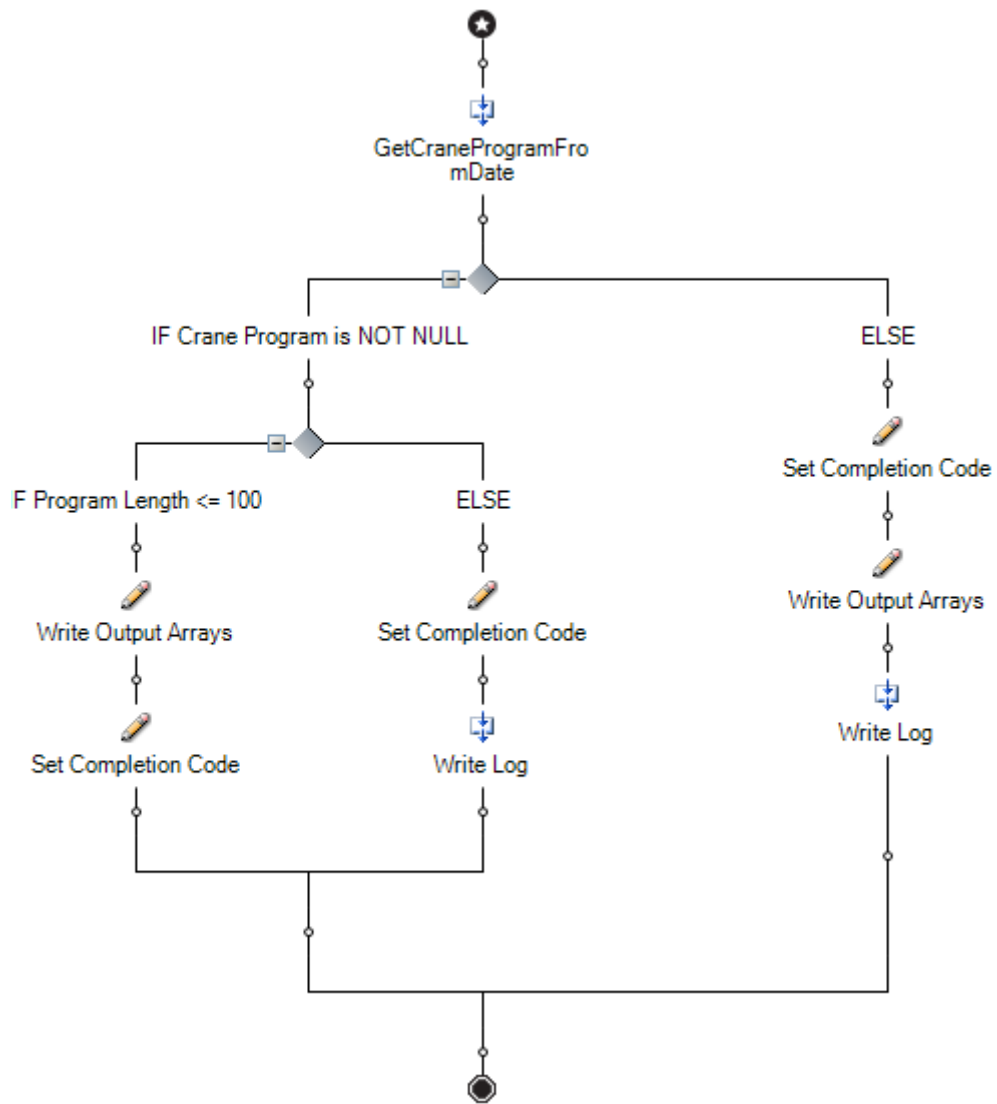 GetCraneProgramFro
mDate
IF Crane Program is NOT NULL
ELSE
F Program Length <= 100
ELSE
Set Completion Code
Write Output Arrays
Set Completion Code
Write Output Arrays
Set Completion Code
Write Log
Write Log